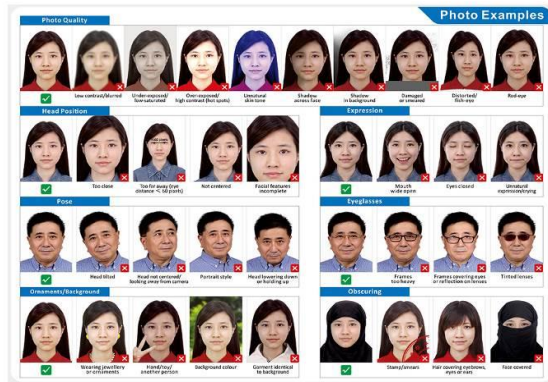 Photo Examples
Photo Quality
Low contrast/blurred
Under-exposed/
low-saturated
Over-exposed/
high contrast (hot spots)
Unnatural
skin tone
Shadow
across face
Shadow
in background
Damaged
or smeared
Distorted/
fish-eye
Red-eye
Head Position
Too close
Too far away (eye
distance < 60 pixels)
Not centered
Facial features
incomplete
Expression
Mouth
wide open
Eyes closed
Unnatural
expression/crying
Pose
Head tilted
Head not centered/
looking away from camera
Portrait style
Head lowering down
or holding up
Eyeglasses
Frames
too heavy
Frames covering eyes
or reflection on lenses
Tinted lenses
Ornaments/Background
Wearing jewellery
or ornaments
Hand/toy/
another person
Background colour
Garment identical
to background
Obscuring
Stamp/smears
Hair covering eyebrows,
eyes or ears
Face covered